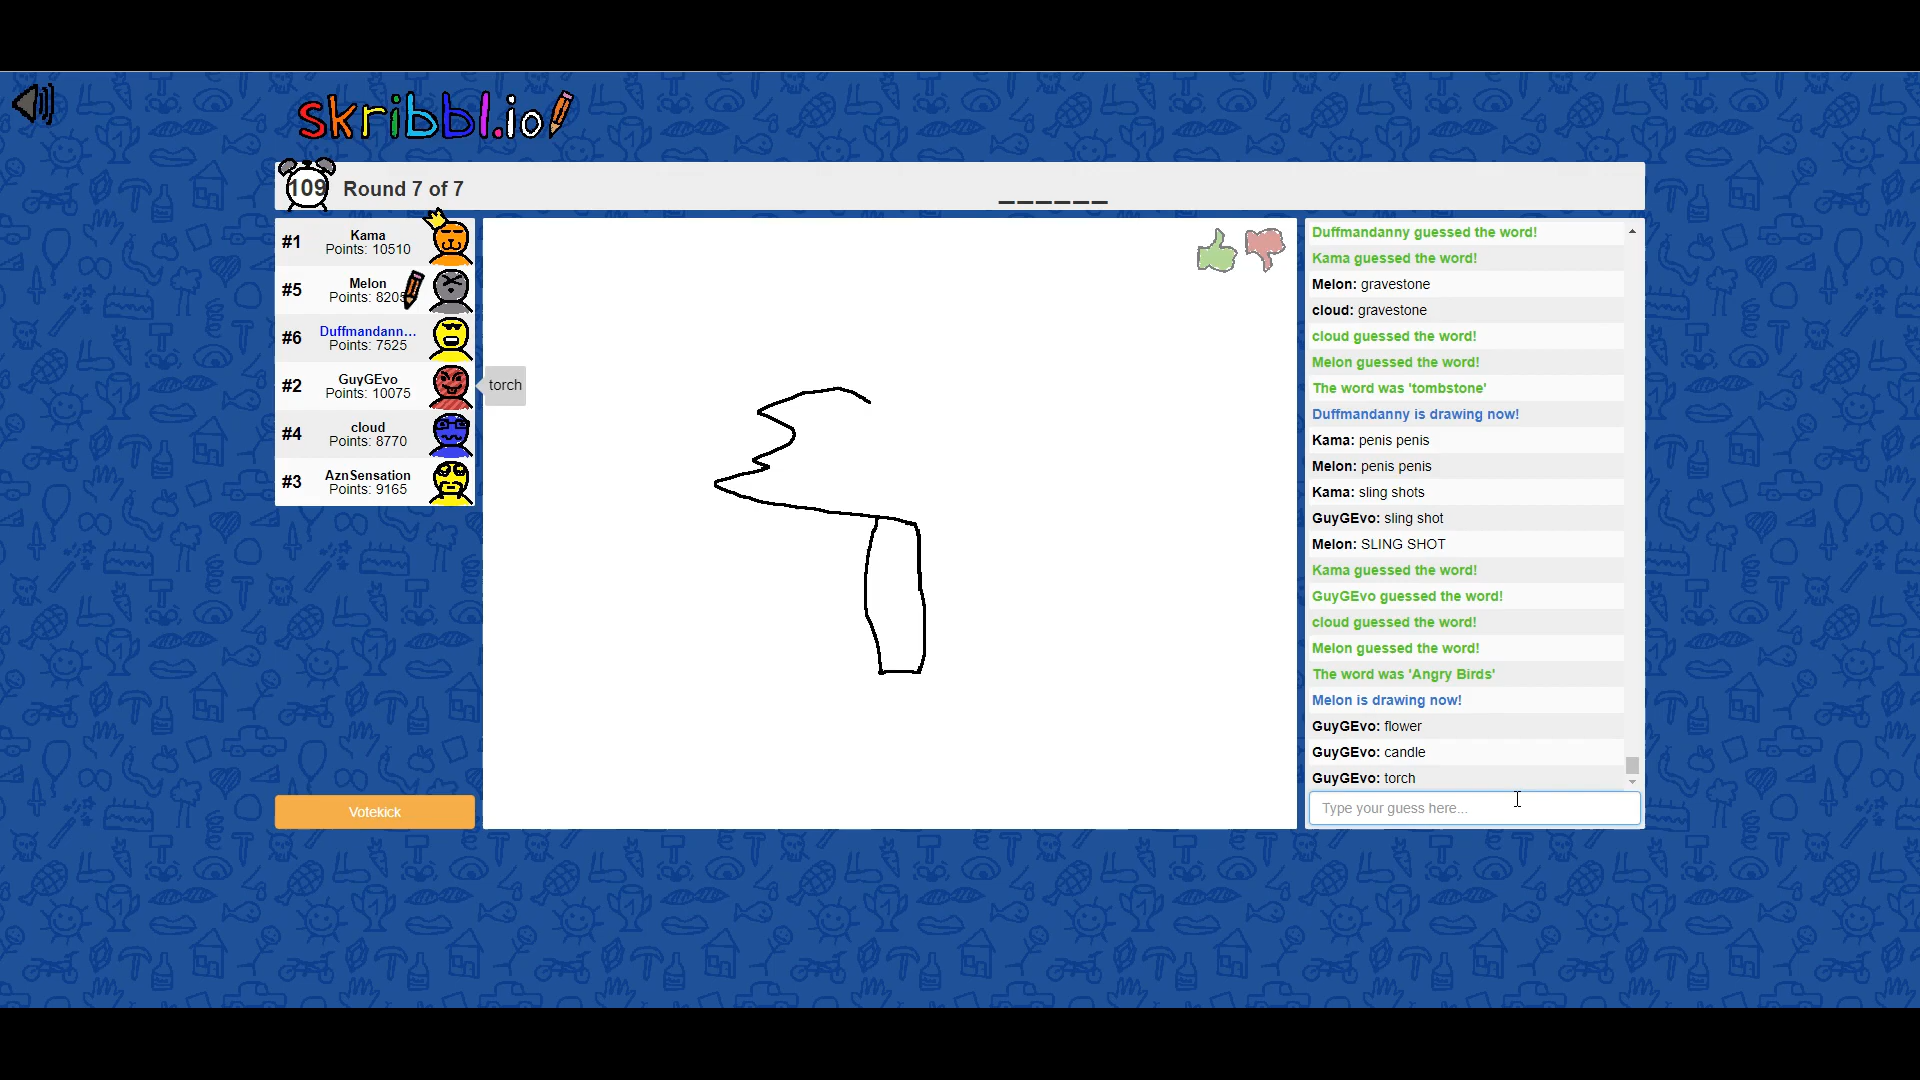 skribbl.io
109 Round 7 of 7
______
#1 Kama
Points: 10510
#5 Melon
Points: 8205
#6 Duffmandann...
Points: 7525
#2 GuyGEvo
Points: 10075
torch
#4 cloud
Points: 8770
#3 AznSensation
Points: 9165
Votekick
Duffmandanny guessed the word!
Kama guessed the word!
Melon: gravestone
cloud: gravestone
cloud guessed the word!
Melon guessed the word!
The word was 'tombstone'
Duffmandanny is drawing now!
Kama: penis penis
Melon: penis penis
Kama: sling shots
GuyGEvo: sling shot
Melon: SLING SHOT
Kama guessed the word!
GuyGEvo guessed the word!
cloud guessed the word!
Melon guessed the word!
The word was 'Angry Birds'
Melon is drawing now!
GuyGEvo: flower
GuyGEvo: candle
GuyGEvo: torch
Type your guess here...